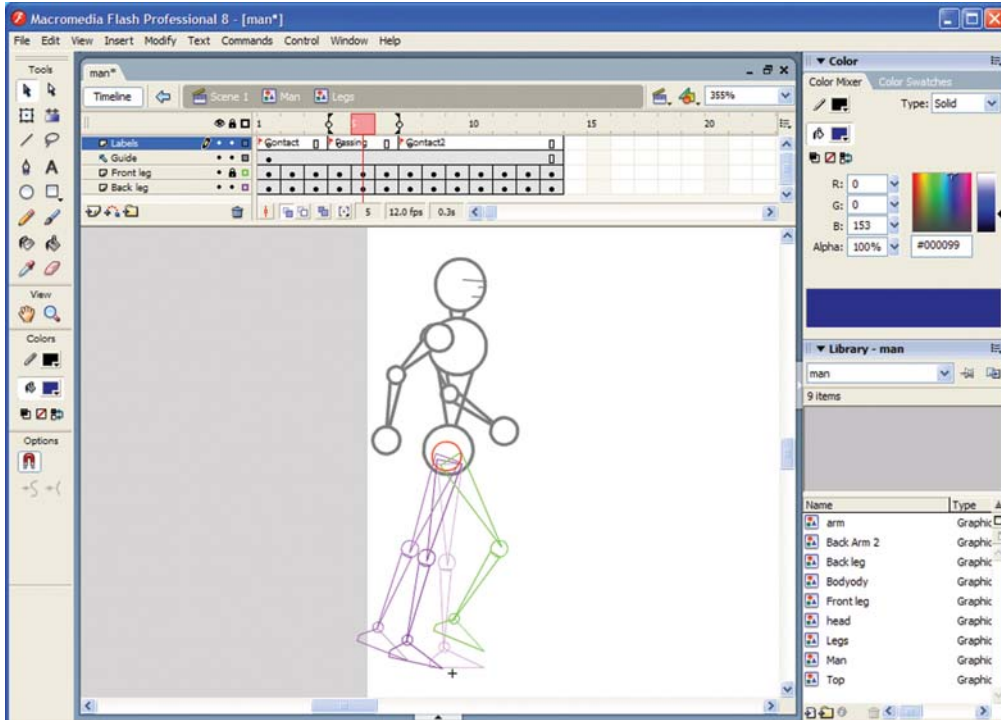 Macromedia Flash Professional 8 - [man*]
File Edit View Insert Modify Text Commands Control Window Help
Tools
View
Colors
Options
man*
Timeline Scene 1 Man Legs 355%
1 5 10 15 20
Labels Contact Passing Contact2
Guide
Front leg
Back leg
5 12.0 fps 0.3s
Color
Color Mixer Color Swatches
Type: Solid
R: 0
G: 0
B: 153
Alpha: 100% #000099
Library - man
man
9 items
Name Type
arm Graphic
Back Arm 2 Graphic
Back leg Graphic
Bodyody Graphic
Front leg Graphic
head Graphic
Legs Graphic
Man Graphic
Top Graphic